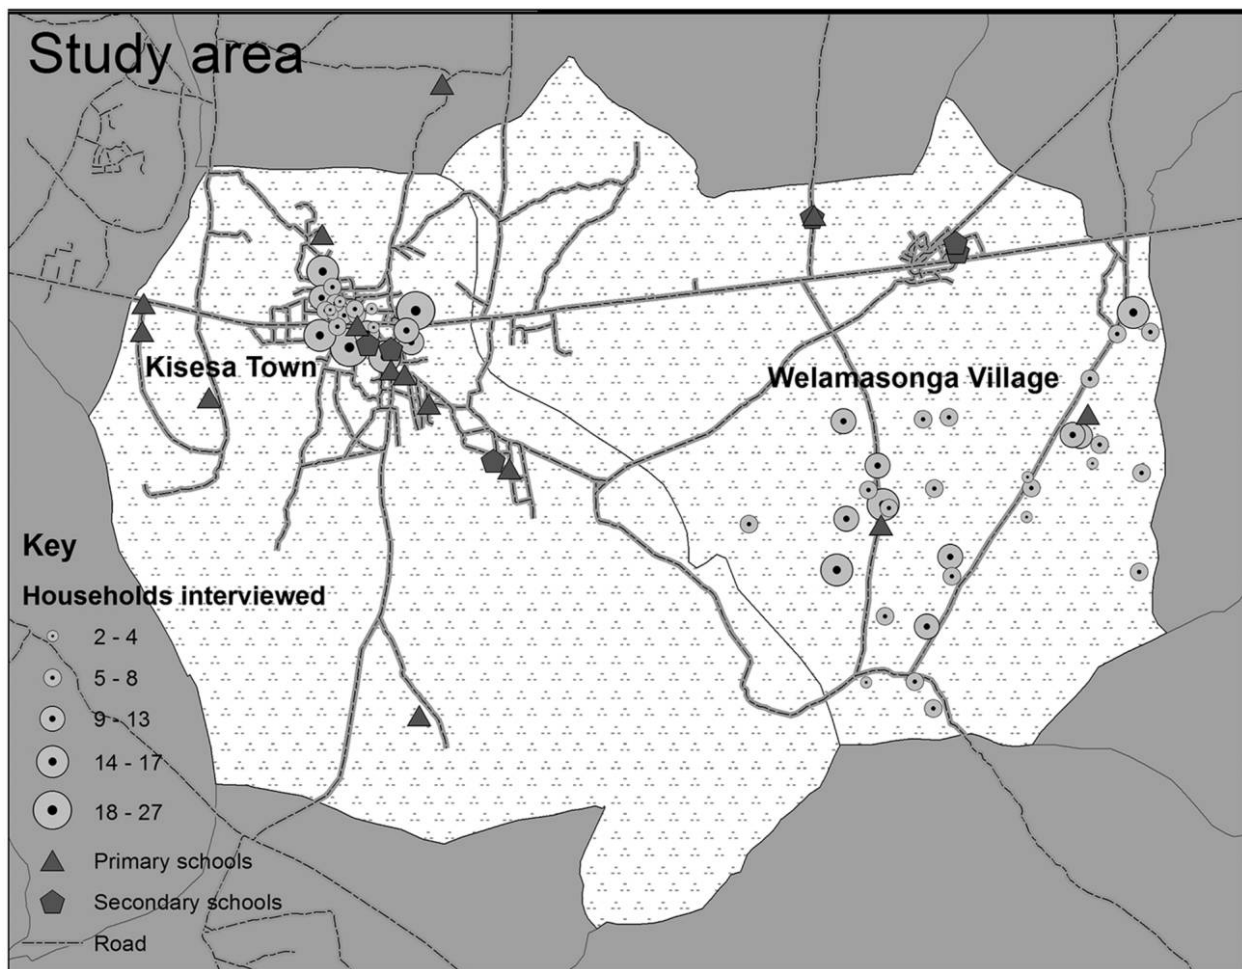 Study area
Kisesa Town
Welamasonga Village
Key
Households interviewed
2 - 4
5 - 8
9 - 13
14 - 17
18 - 27
Primary schools
Secondary schools
Road